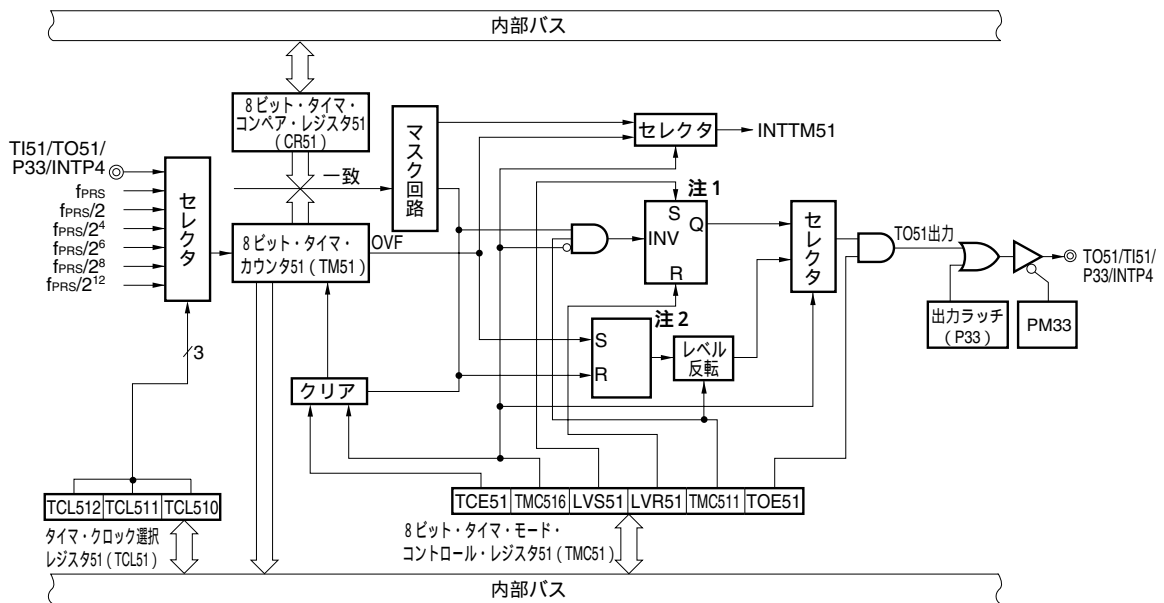 内部バス
8ビット・タイマ・
コンペア・レジスタ51
(CR51)
マスク回路
セレクタ
INTTM51
TI51/TO51/
P33/INTP4
fPRS
fPRS/2
fPRS/2⁴
fPRS/2⁶
fPRS/2⁸
fPRS/2¹²
セレクタ
一致
8ビット・タイマ・
カウンタ51(TM51)
OVF
注1
S
Q
INV
R
セレクタ
TO51出力
TO51/TI51/
P33/INTP4
出力ラッチ
(P33)
PM33
注2
S
R
レベル
反転
3
クリア
TCL512 TCL511 TCL510
タイマ・クロック選択
レジスタ51(TCL51)
TCE51 TMC516 LVS51 LVR51 TMC511 TOE51
8ビット・タイマ・モード・
コントロール・レジスタ51(TMC51)
内部バス